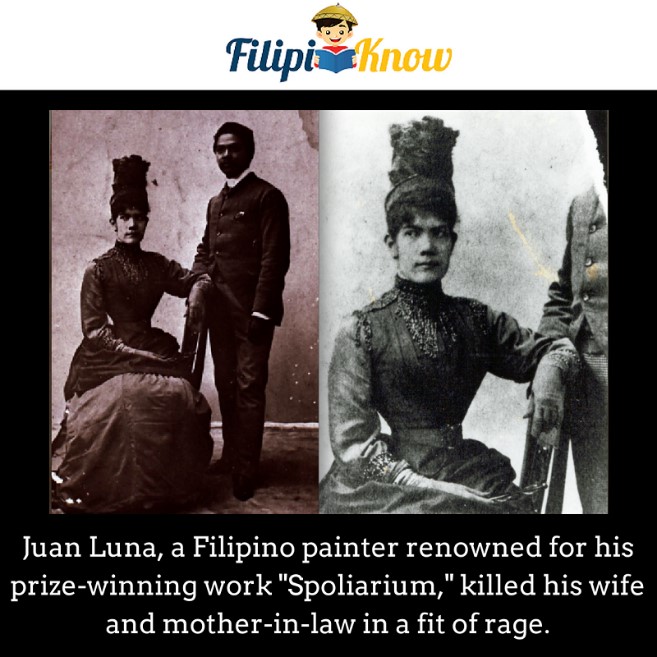 FilipiKnow
Juan Luna, a Filipino painter renowned for his
prize-winning work "Spoliarium," killed his wife
and mother-in-law in a fit of rage.